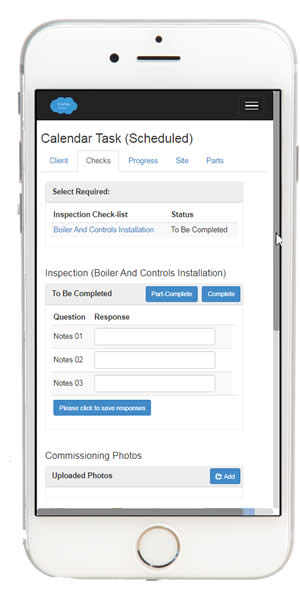 Calendar Task (Scheduled)
Client Checks Progress Site Parts
Select Required:
Inspection Check-list Status
Boiler And Controls Installation To Be Completed
Inspection (Boiler And Controls Installation)
To Be Completed Part-Complete Complete
Question Response
Notes 01
Notes 02
Notes 03
Please click to save responses
Commissioning Photos
Uploaded Photos Add